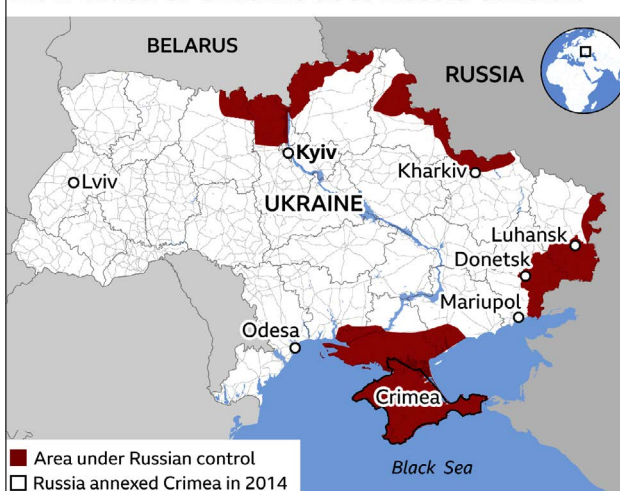 BELARUS
RUSSIA
Kyiv
Kharkiv
Lviv
UKRAINE
Luhansk
Donetsk
Mariupol
Odesa
Crimea
Area under Russian control
Russia annexed Crimea in 2014
Black Sea